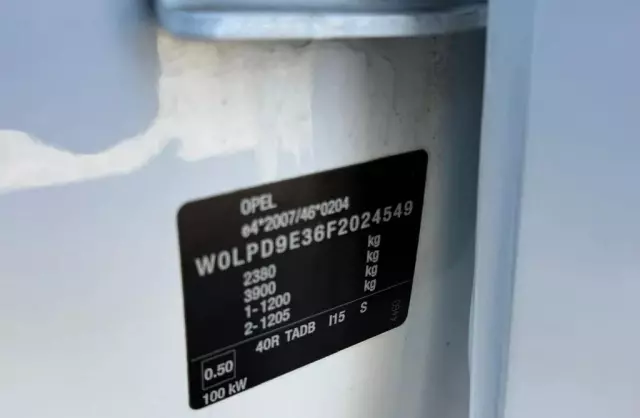 OPEL
e4*2007/46*0204
W0LPD9E36F2024549
2380 kg
3900 kg
1-1200 kg
2-1205 kg
40R TADB I15 S
0.50
100 kW